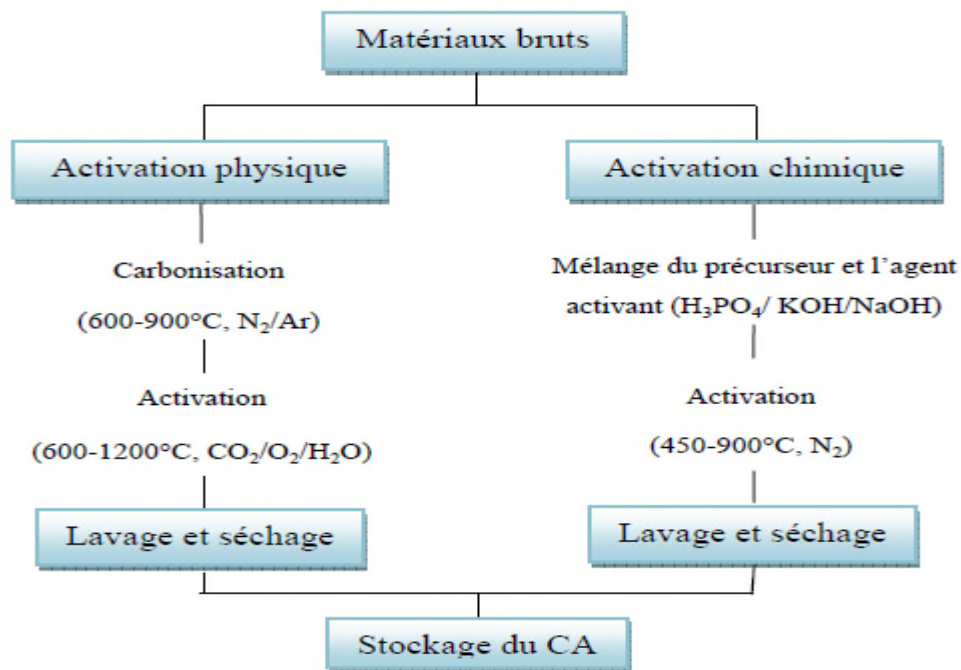 Matériaux bruts
Activation physique
Carbonisation
(600-900°C, N₂/Ar)
Activation
(600-1200°C, CO₂/O₂/H₂O)
Lavage et séchage
Activation chimique
Mélange du précurseur et l’agent
activant (H₃PO₄/ KOH/NaOH)
Activation
(450-900°C, N₂)
Lavage et séchage
Stockage du CA